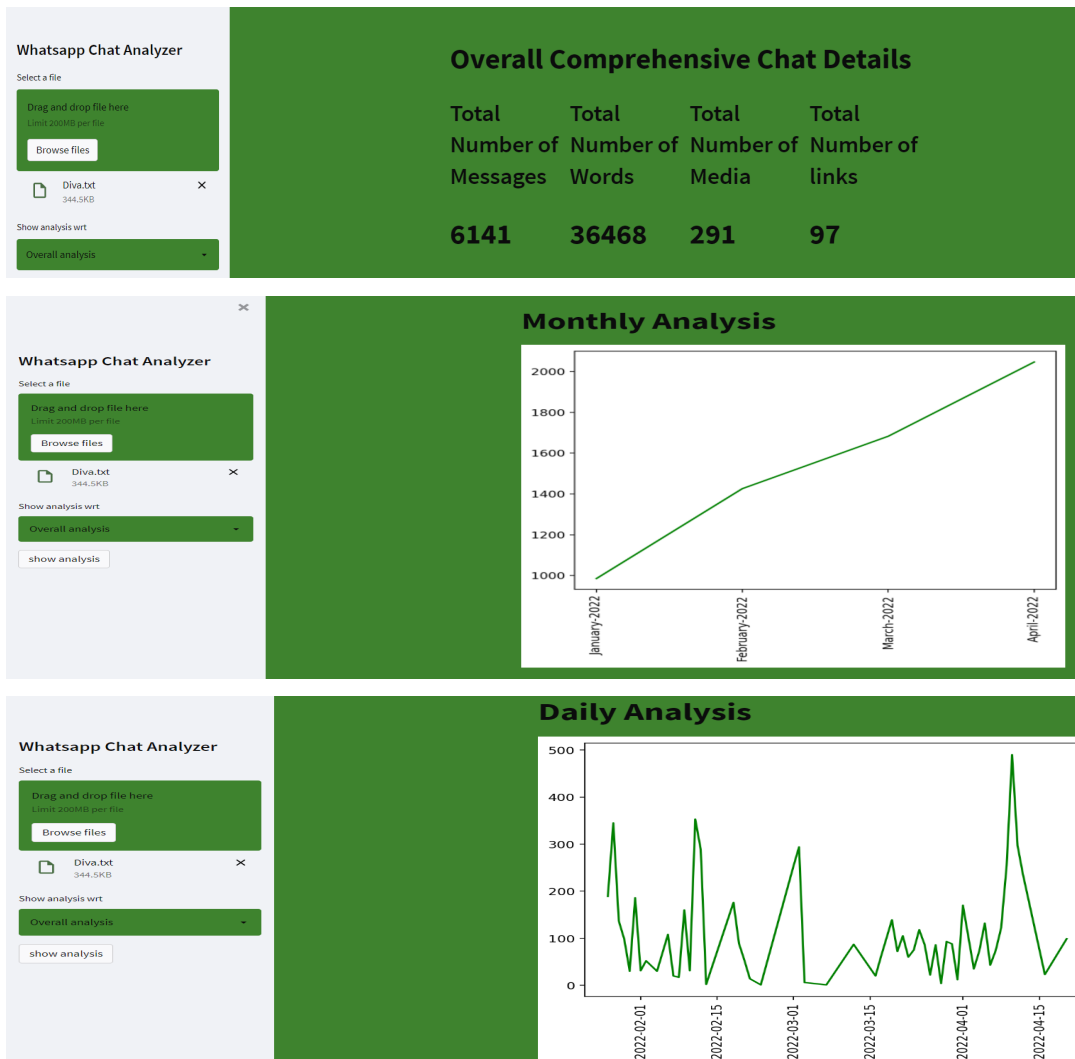 Whatsapp Chat Analyzer
Select a file
Drag and drop file here
Limit 200MB per file
Browse files
Diva.txt
344.5KB
Show analysis wrt
Overall analysis
Overall Comprehensive Chat Details
Total Number of Messages
6141
Total Number of Words
36468
Total Number of Media
291
Total Number of links
97
Whatsapp Chat Analyzer
Select a file
Drag and drop file here
Limit 200MB per file
Browse files
Diva.txt
344.5KB
Show analysis wrt
Overall analysis
show analysis
Monthly Analysis
2000
1800
1600
1400
1200
1000
January-2022
February-2022
March-2022
April-2022
Whatsapp Chat Analyzer
Select a file
Drag and drop file here
Limit 200MB per file
Browse files
Diva.txt
344.5KB
Show analysis wrt
Overall analysis
show analysis
Daily Analysis
500
400
300
200
100
0
2022-02-01
2022-02-15
2022-03-01
2022-03-15
2022-04-01
2022-04-15